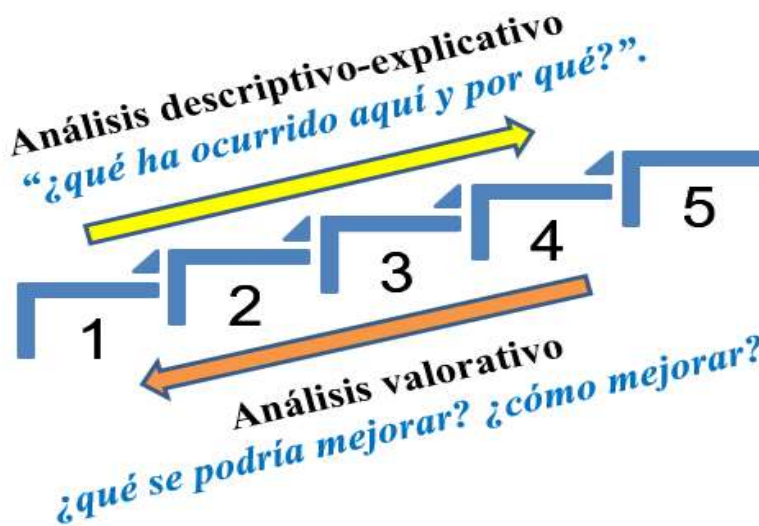 Análisis descriptivo-explicativo
“¿qué ha ocurrido aquí y por qué?”.
1
2
3
4
5
Análisis valorativo
¿qué se podría mejorar? ¿cómo mejorar?